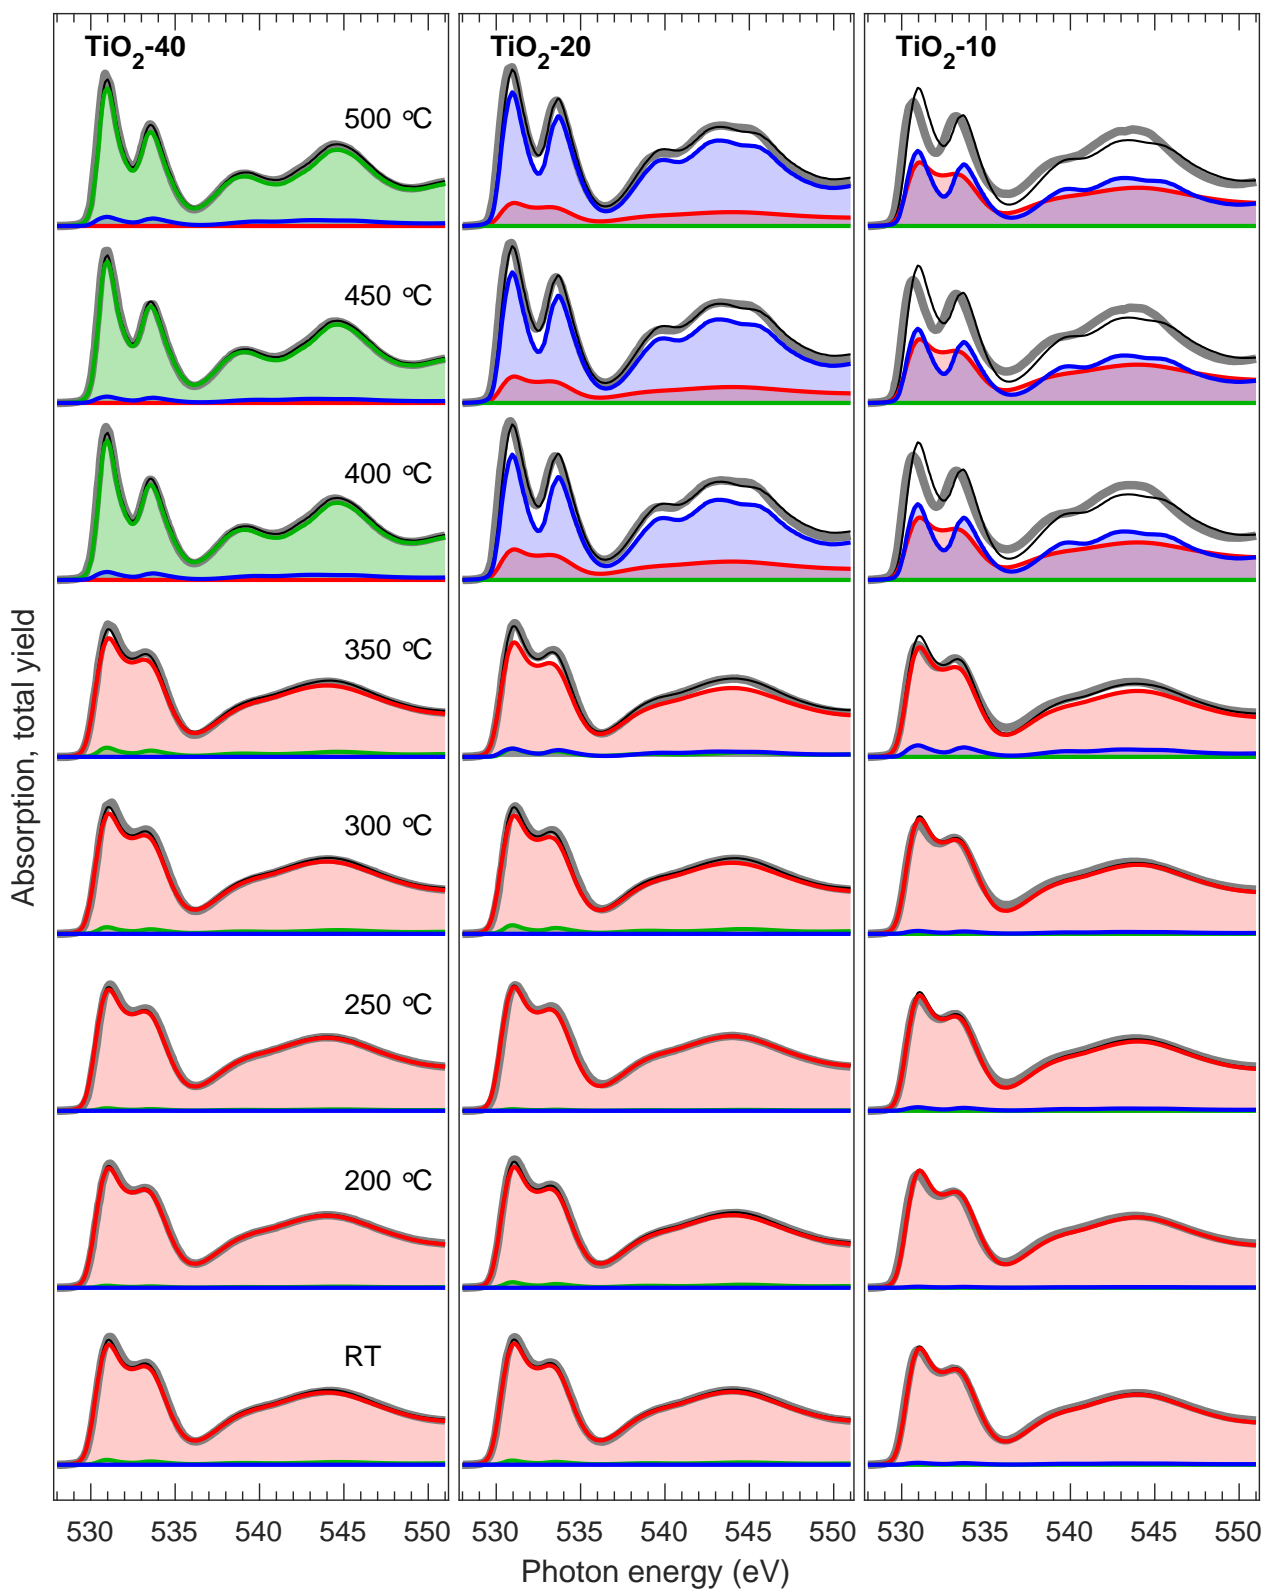 TiO2-40 TiO2-20 TiO2-10
500 °C
450 °C
400 °C
350 °C
300 °C
250 °C
200 °C
RT
Absorption, total yield
530 535 540 545 550 530 535 540 545 550 530 535 540 545 550
Photon energy (eV)